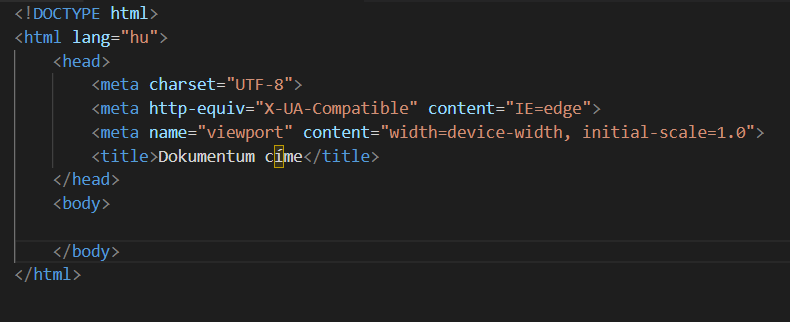 <!DOCTYPE html>
<html lang="hu">
    <head>
        <meta charset="UTF-8">
        <meta http-equiv="X-UA-Compatible" content="IE=edge">
        <meta name="viewport" content="width=device-width, initial-scale=1.0">
        <title>Dokumentum címe</title>
    </head>
    <body>
    </body>
</html>